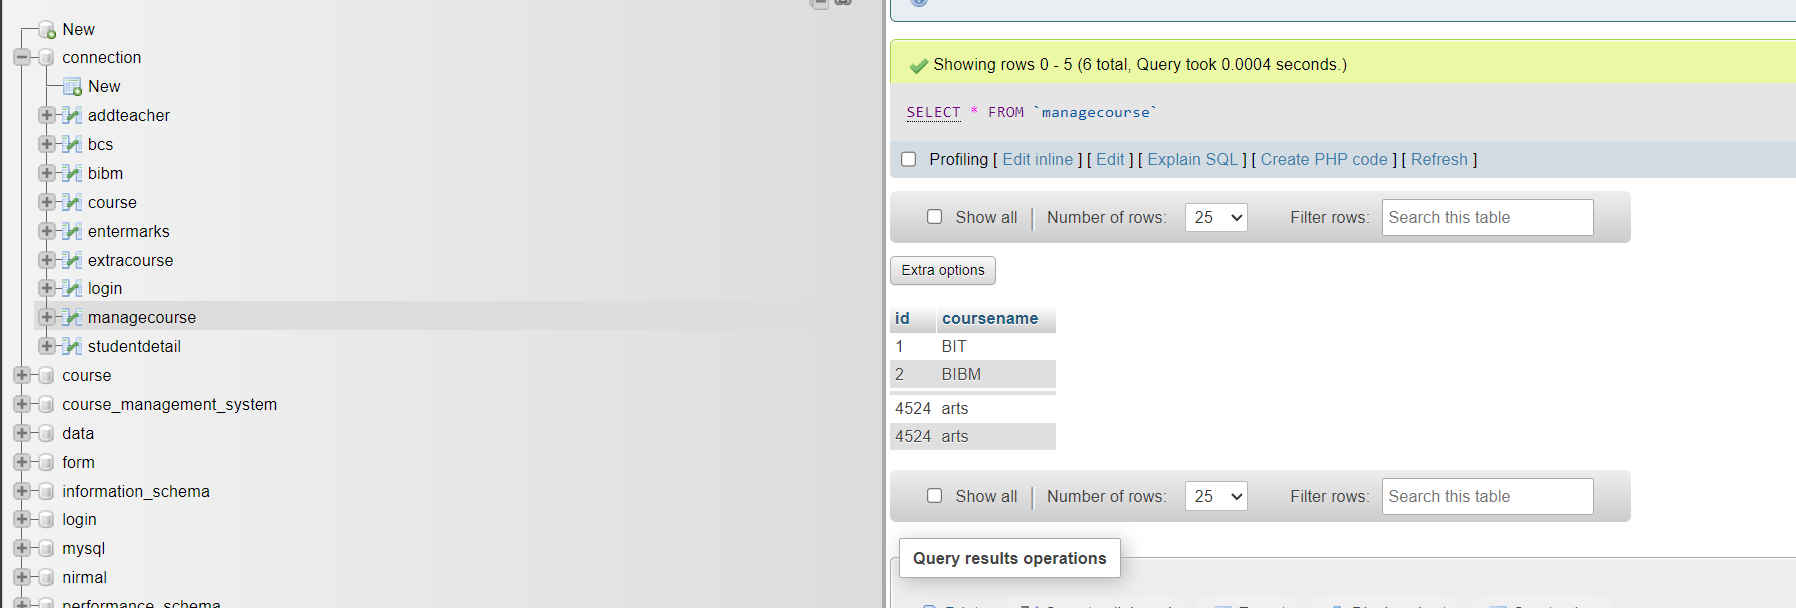 New
connection
New
addteacher
bcs
bibm
course
entermarks
extracourse
login
managecourse
studentdetail
course
course_management_system
data
form
information_schema
login
mysql
nirmal
performance_schema
Showing rows 0 - 5 (6 total, Query took 0.0004 seconds.)
SELECT * FROM `managecourse`
Profiling [ Edit inline ] [ Edit ] [ Explain SQL ] [ Create PHP code ] [ Refresh ]
Show all | Number of rows: 25 Filter rows: Search this table
Extra options
id coursename
1 BIT
2 BIBM
4524 arts
4524 arts
Show all | Number of rows: 25 Filter rows: Search this table
Query results operations